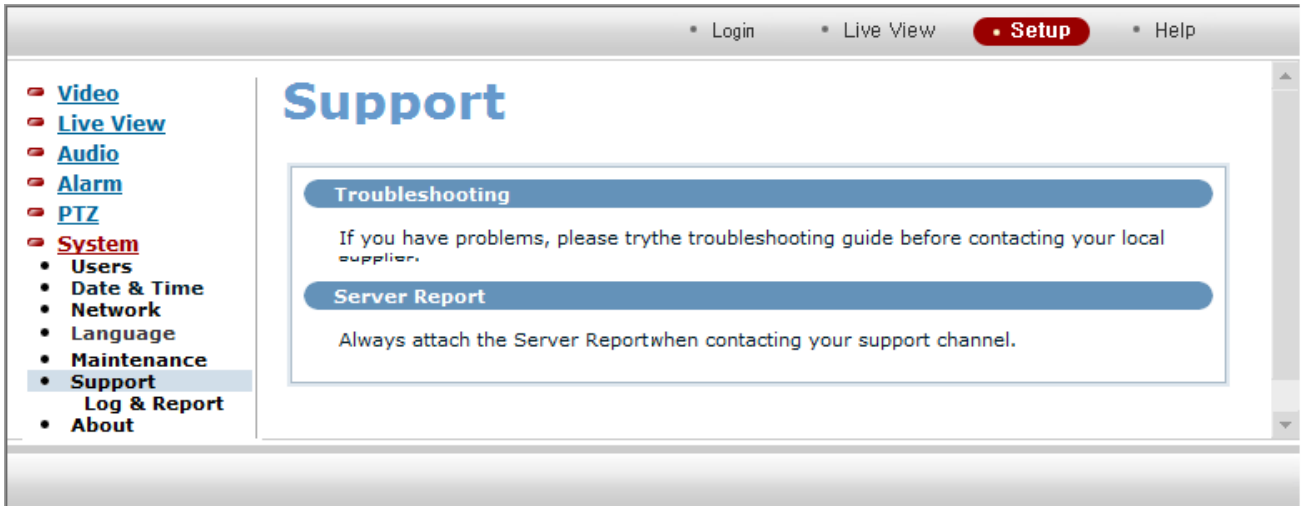 Login
Live View
Setup
Help
Video
Live View
Audio
Alarm
PTZ
System
Users
Date & Time
Network
Language
Maintenance
Support
Log & Report
About
Support
Troubleshooting
If you have problems, please trythe troubleshooting guide before contacting your local
supplier.
Server Report
Always attach the Server Reportwhen contacting your support channel.